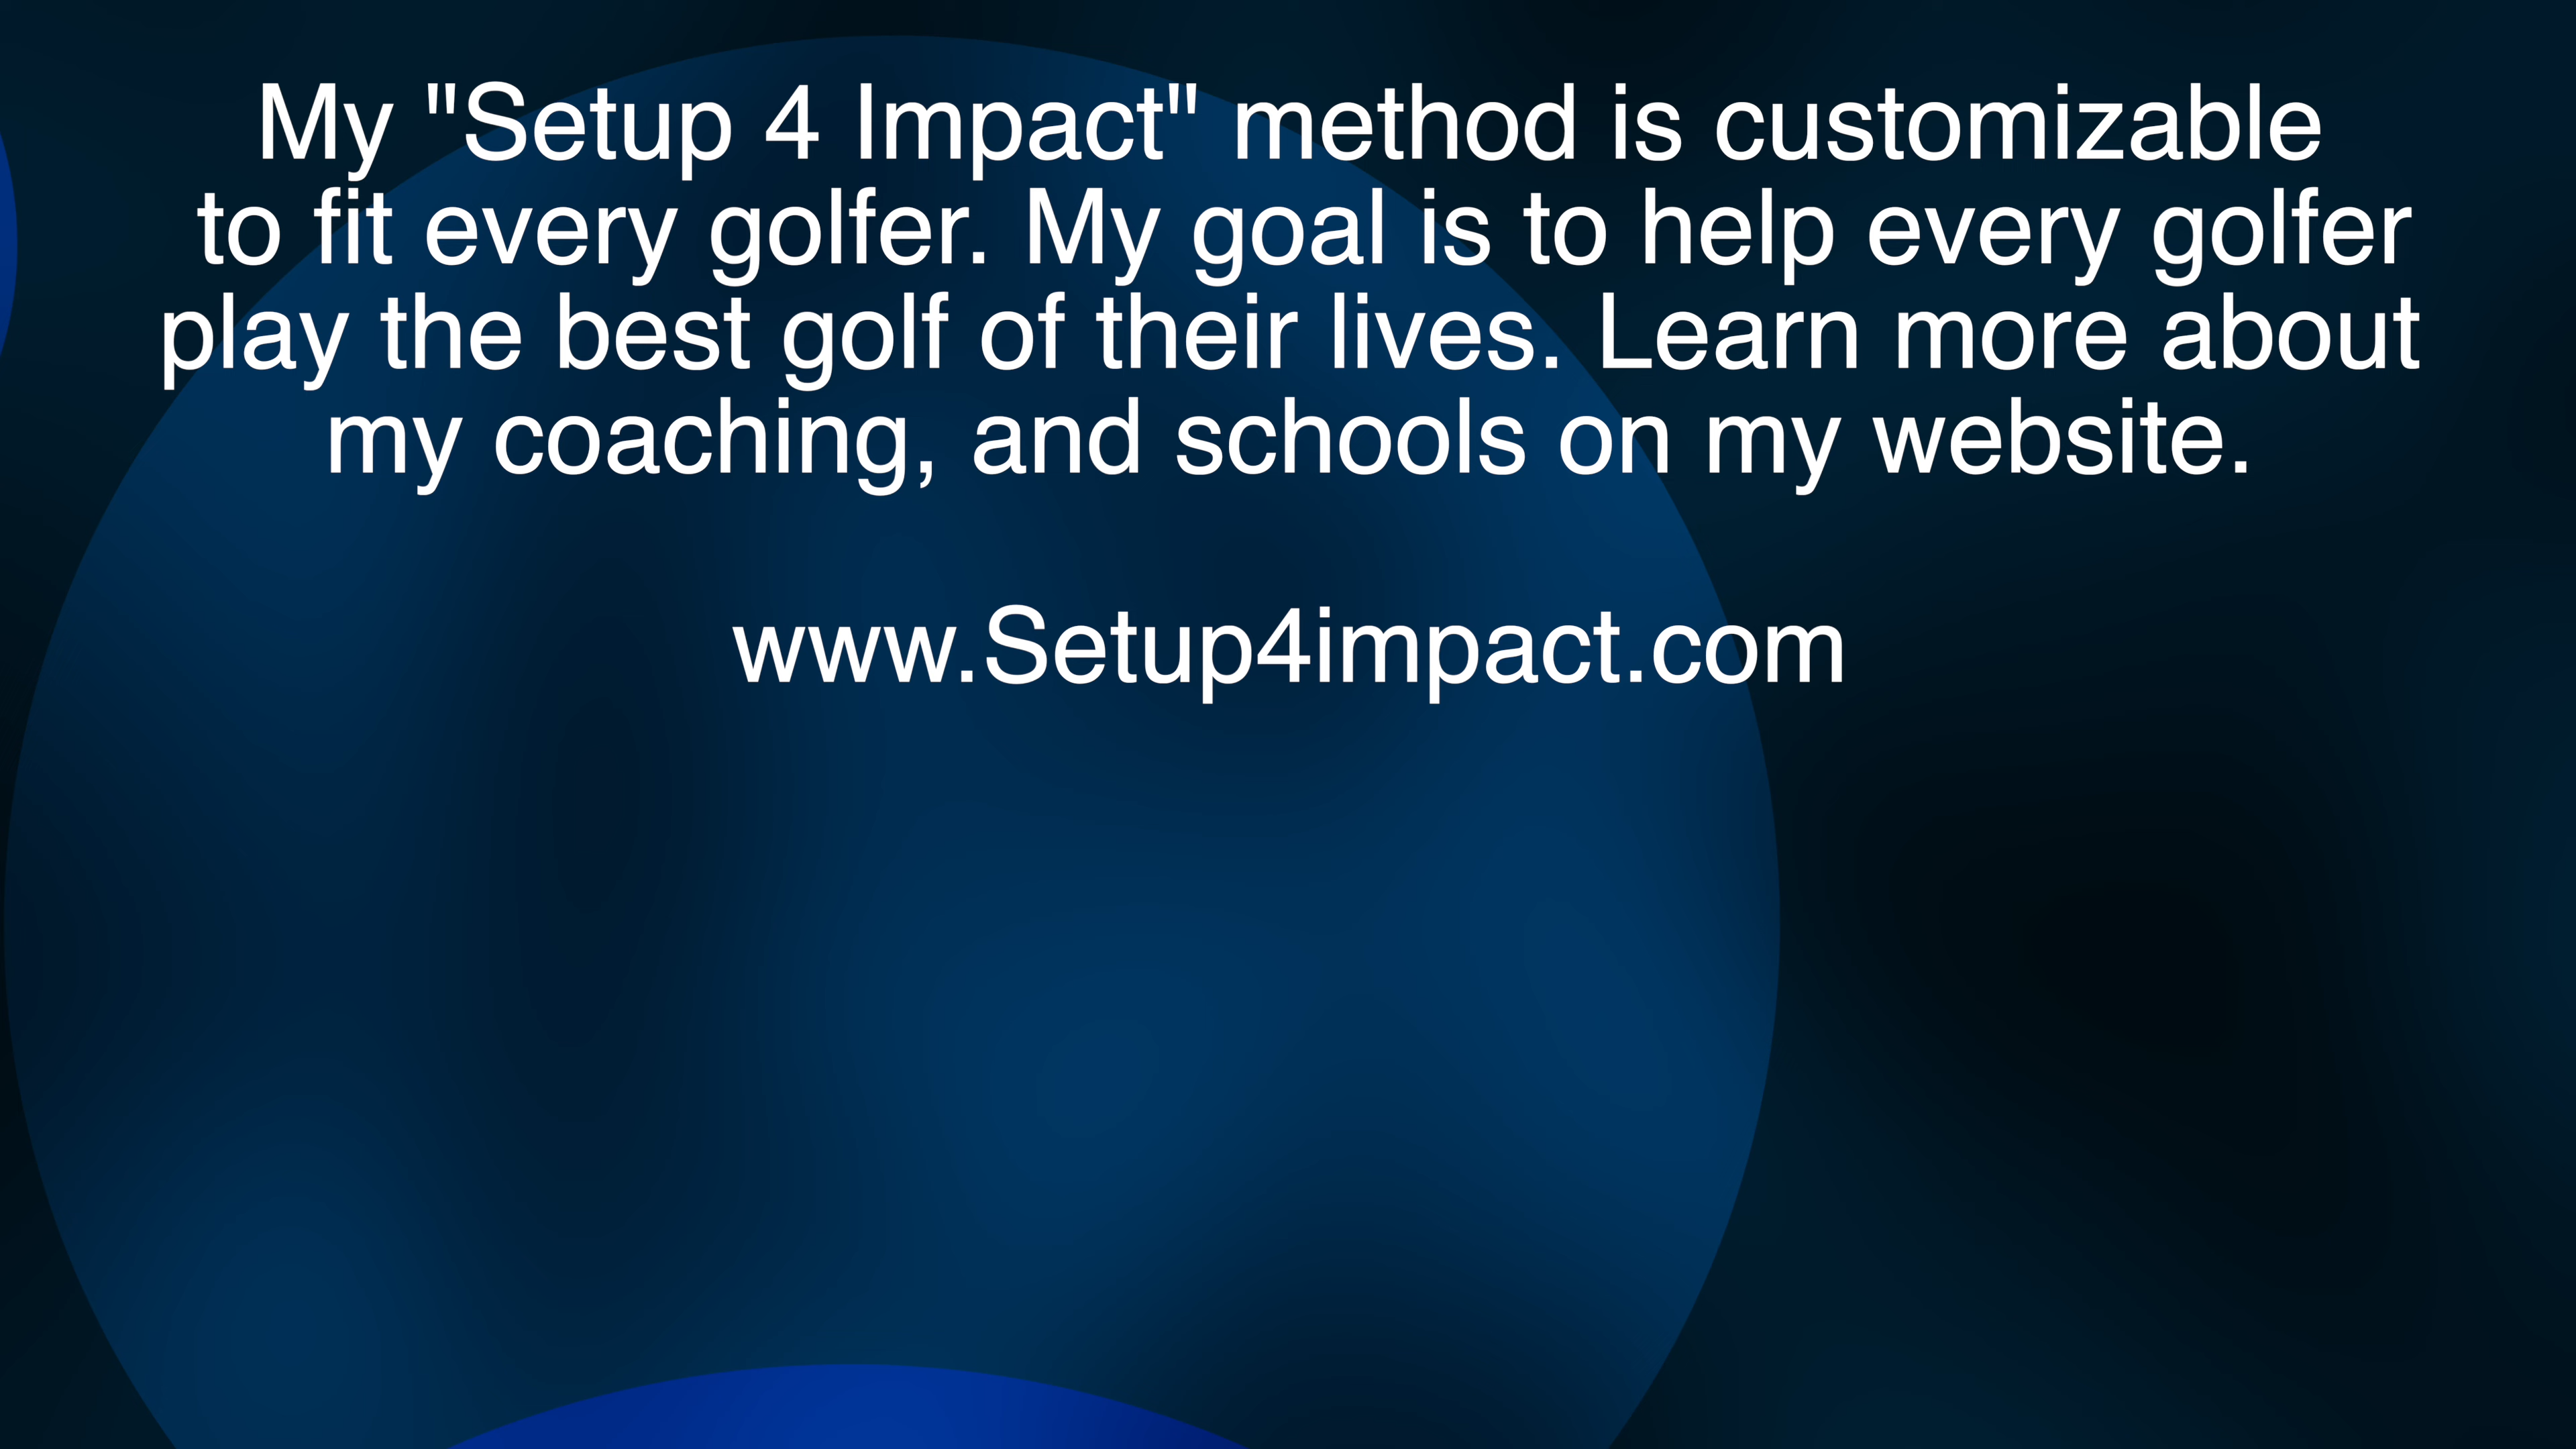 My "Setup 4 Impact" method is customizable
to fit every golfer. My goal is to help every golfer
play the best golf of their lives. Learn more about
my coaching, and schools on my website.
www.Setup4impact.com